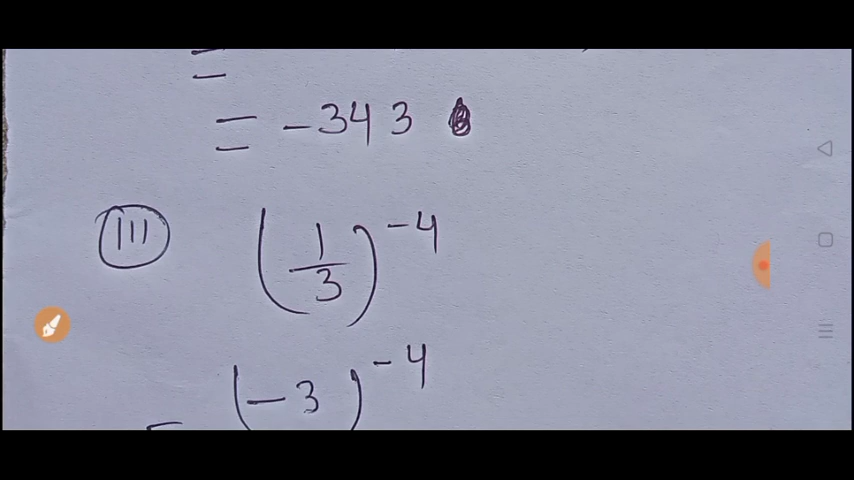 =
= -343
(III) (1/3)^-4
= (-3)^-4